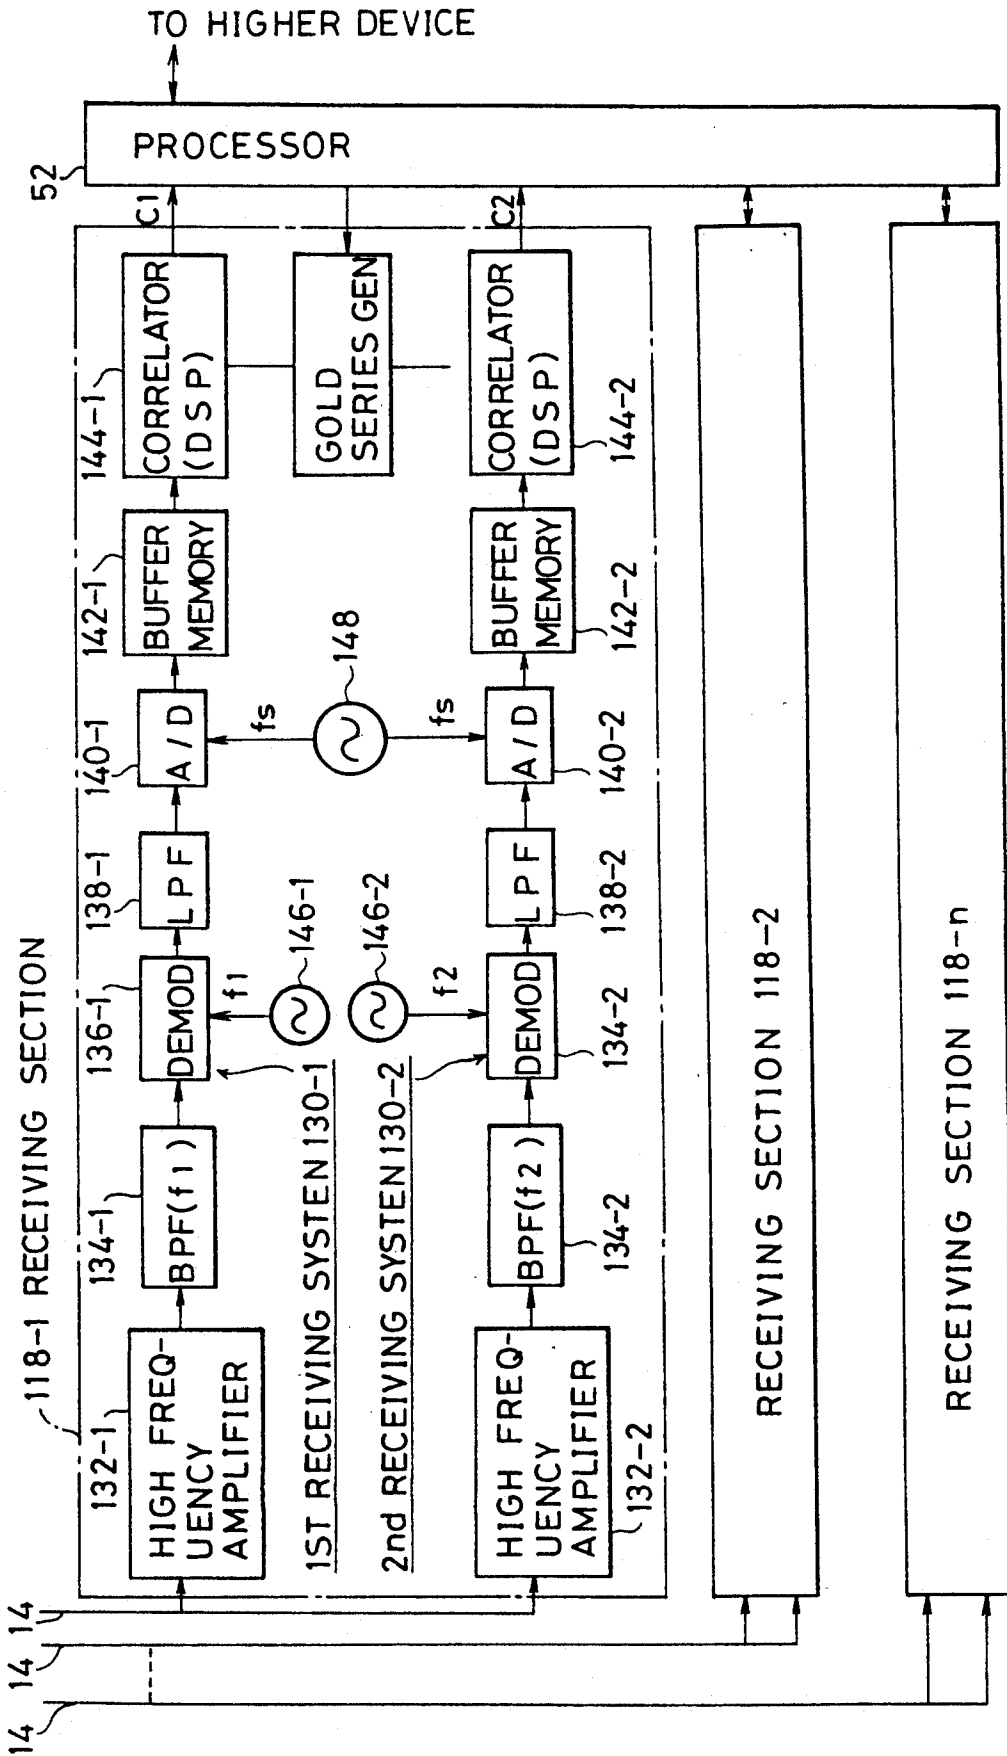 118-1 RECEIVING SECTION
TO HIGHER DEVICE
52
PROCESSOR
14
14
14
132-1
HIGH FREQ-
UENCY
AMPLIFIER
134-1
BPF(f1)
136-1
DEMOD
138-1
LPF
140-1
A/D
142-1
BUFFER
MEMORY
144-1
CORRELATOR
(DSP)
C1
f1
146-1
fs
148
fs
GOLD
SERIES GEN
1ST RECEIVING SYSTEN 130-1
2nd RECEIVING SYSTEN 130-2
146-2
f2
HIGH FREQ-
UENCY
AMPLIFIER
132-2
BPF(f2)
134-2
DEMOD
134-2
LPF
138-2
A/D
140-2
BUFFER
MEMORY
142-2
CORRELATOR
(DSP)
144-2
C2
RECEIVING SECTION 118-2
RECEIVING SECTION 118-n